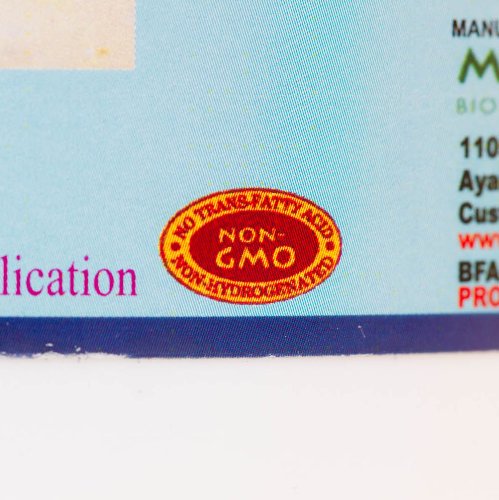 MANU
M
BIO
110
Aya
Cus
www
BFA
PRO
NO TRANS-FATTY ACID
NON-
GMO
NON-HYDROGENATED
lication